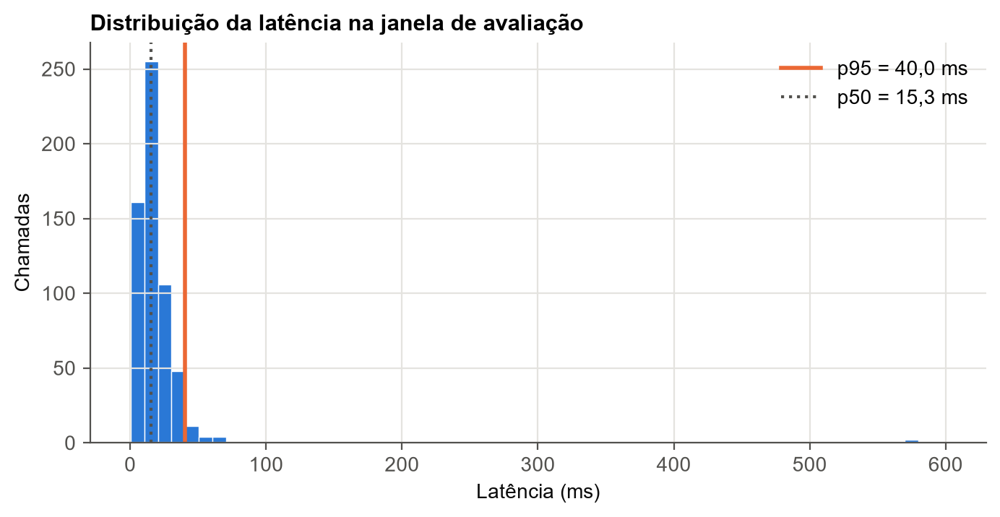 Distribuição da latência na janela de avaliação
p95 = 40,0 ms
p50 = 15,3 ms
Chamadas
250
200
150
100
50
0
0 100 200 300 400 500 600
Latência (ms)